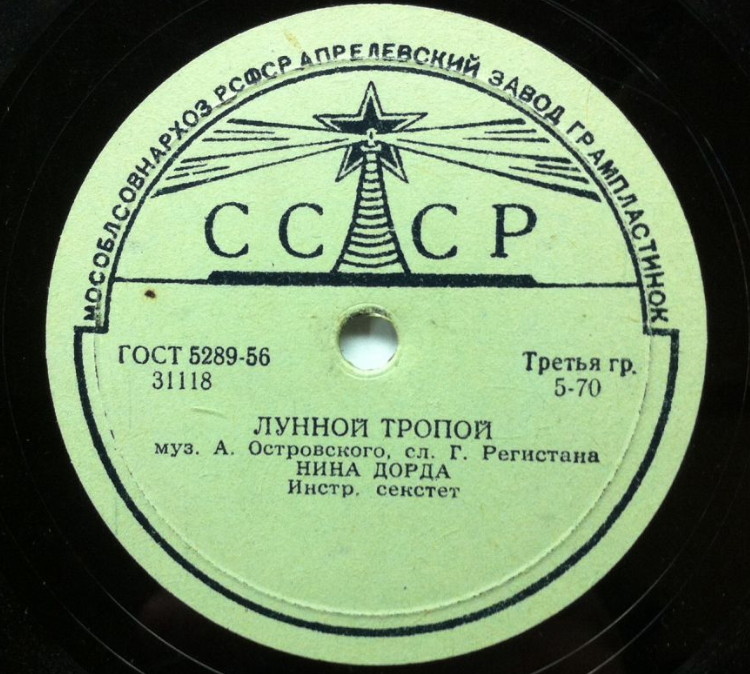 МОСОБЛСОВНАРХОЗ РСФСР АПРЕЛЕВСКИЙ ЗАВОД ГРАМПЛАСТИНОК
СССР
ГОСТ 5289-56
31118
Третья гр.
5-70
ЛУННОЙ ТРОПОЙ
муз. А. Островского, сл. Г. Регистана
НИНА ДОРДА
Инстр. секстет